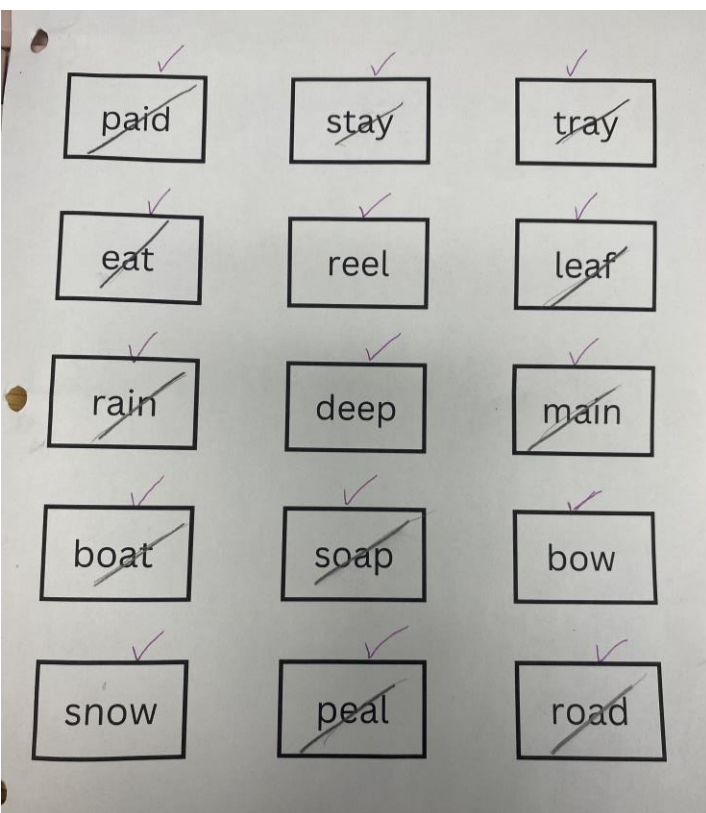 paid stay tray
eat reel leaf
rain deep main
boat soap bow
snow peal road